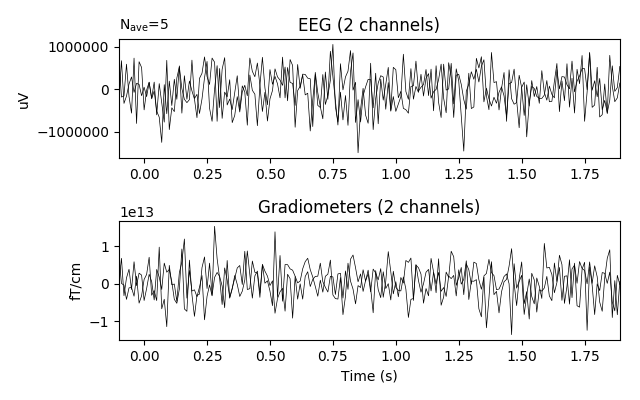 N_ave=5
EEG (2 channels)
1000000
0
−1000000
uV
0.00 0.25 0.50 0.75 1.00 1.25 1.50 1.75
1e13
Gradiometers (2 channels)
1
0
−1
fT/cm
0.00 0.25 0.50 0.75 1.00 1.25 1.50 1.75
Time (s)